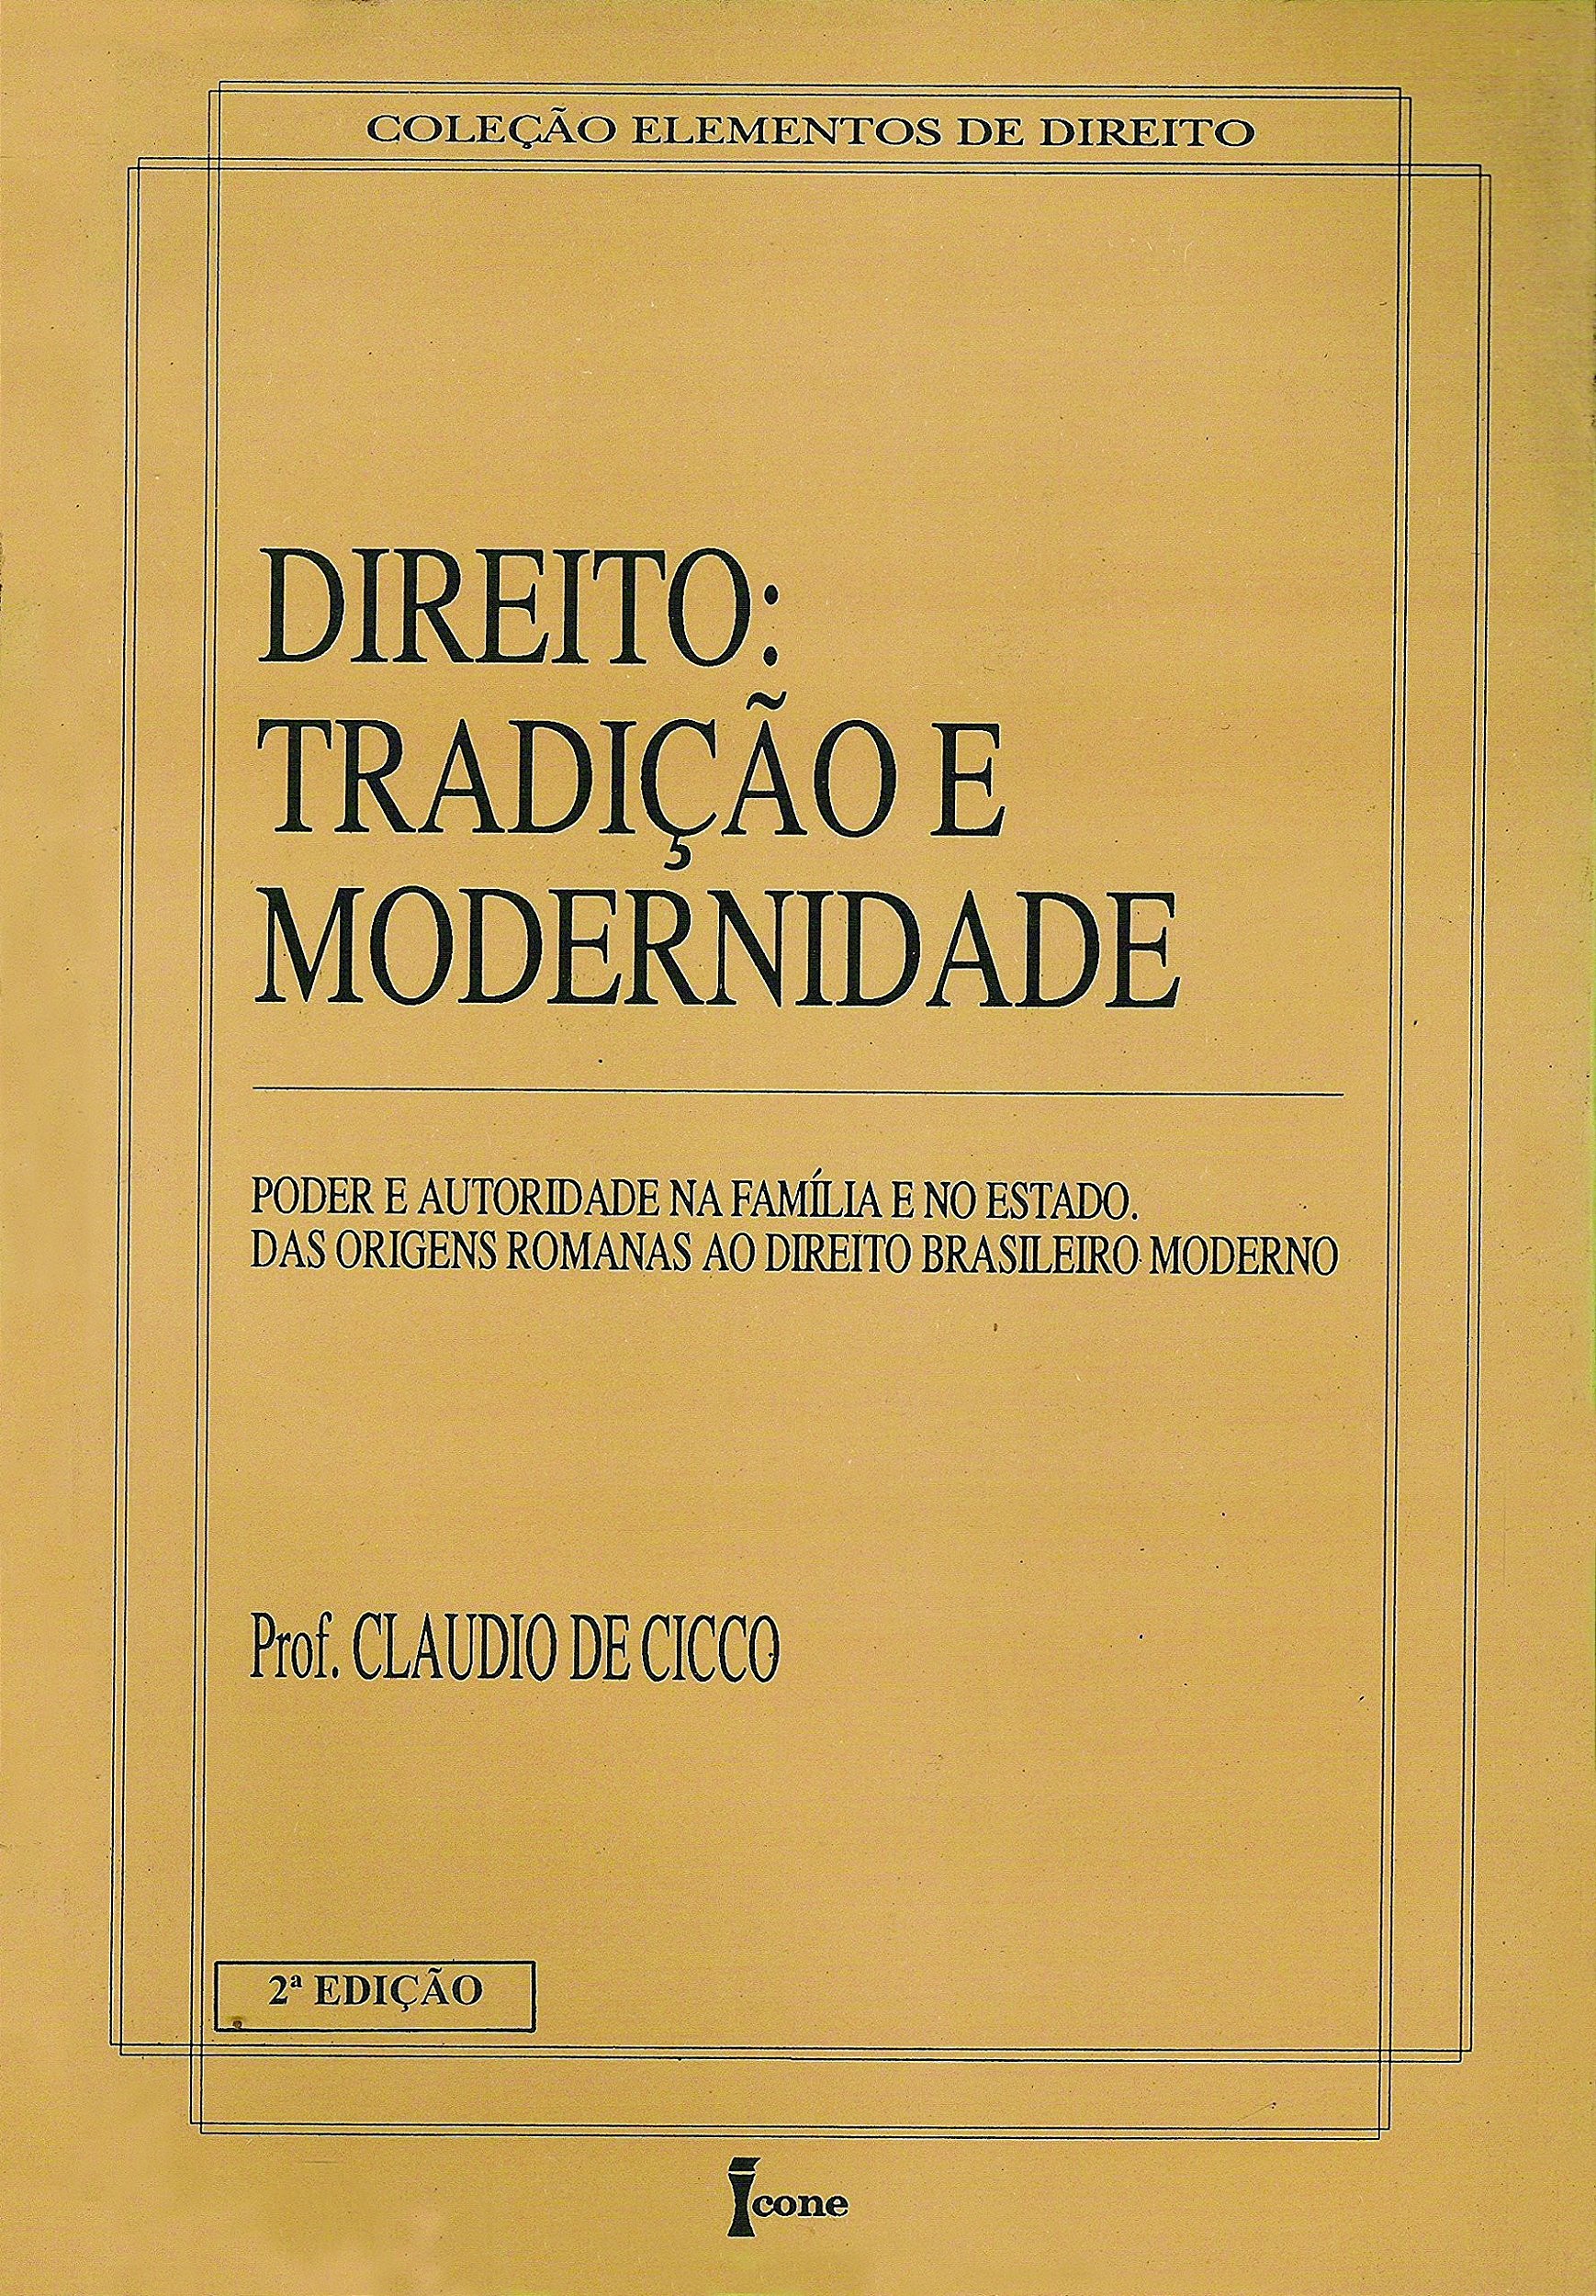 COLEÇÃO ELEMENTOS DE DIREITO
DIREITO:
TRADIÇÃO E
MODERNIDADE
PODER E AUTORIDADE NA FAMÍLIA E NO ESTADO.
DAS ORIGENS ROMANAS AO DIREITO BRASILEIRO MODERNO
Prof. CLAUDIO DE CICCO
2ª EDIÇÃO
Ícone